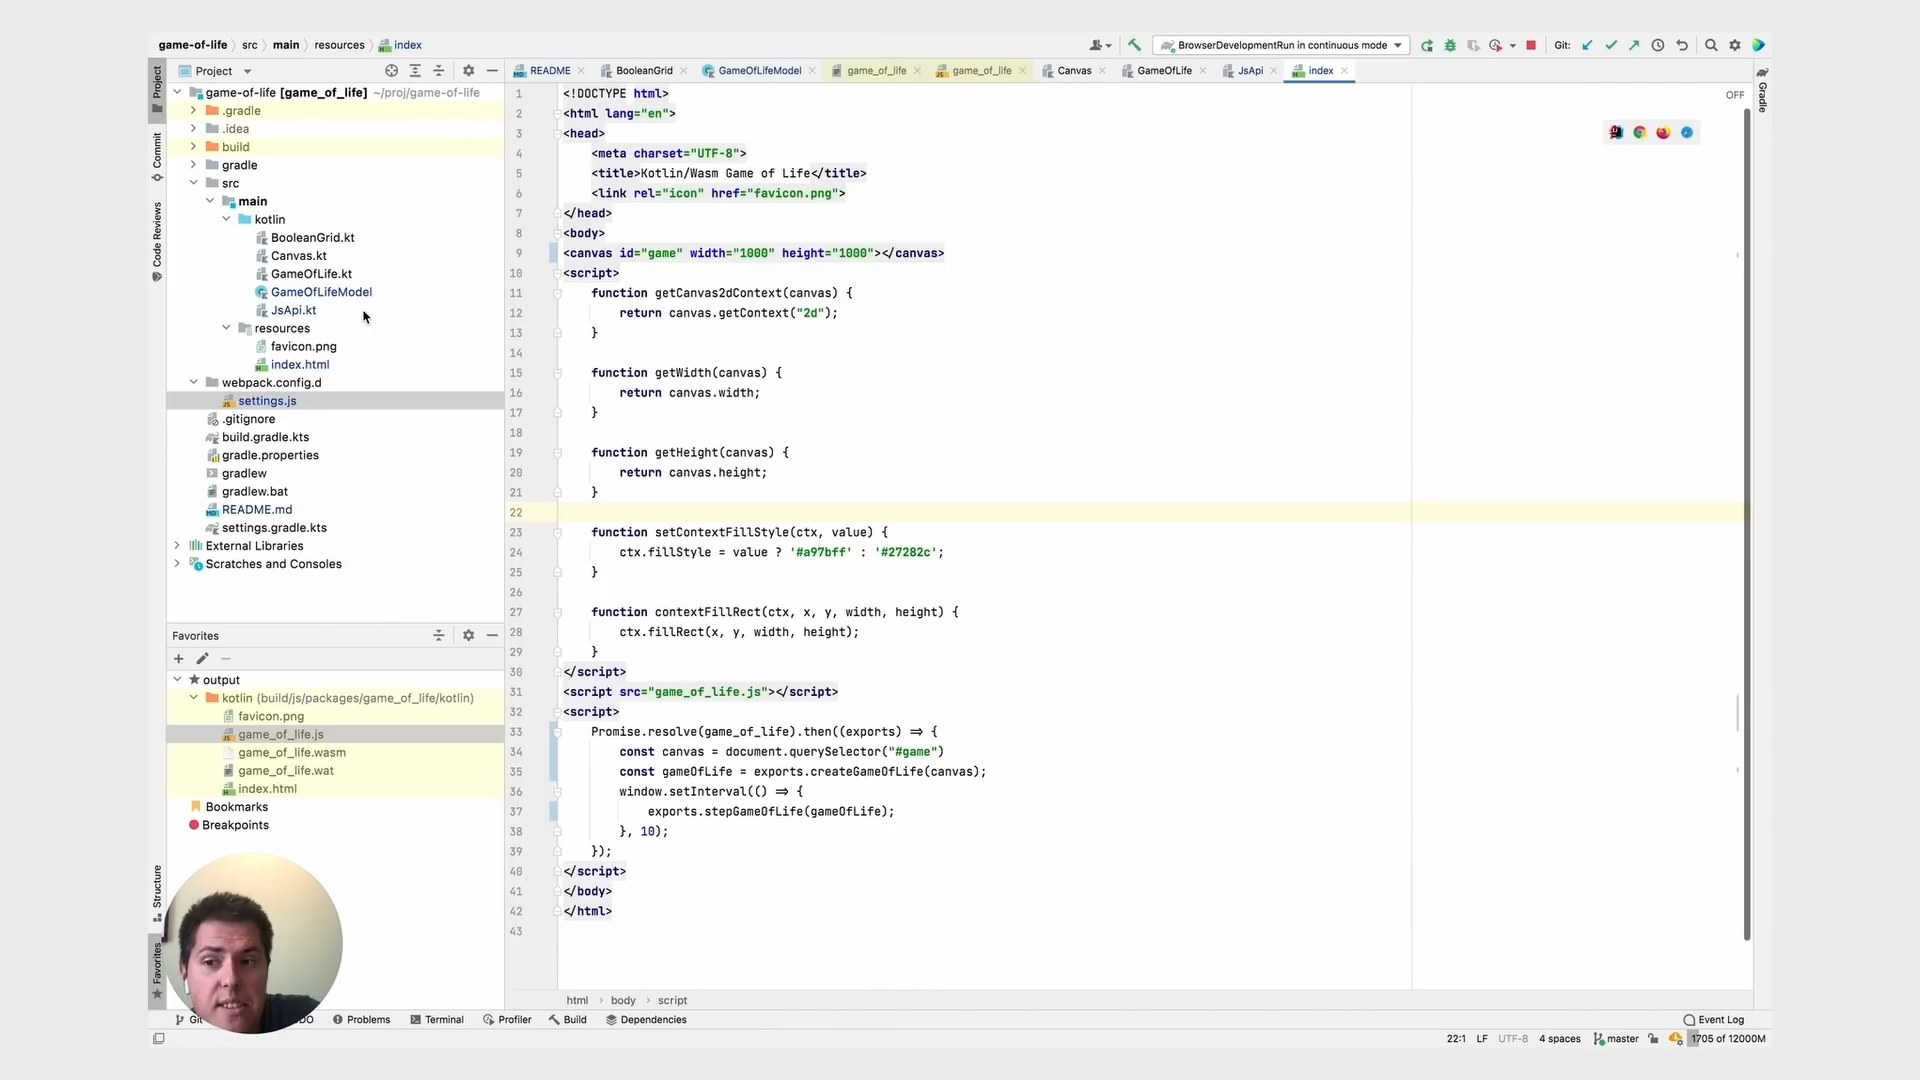 game-of-life src main resources index
BrowserDevelopmentRun in continuous mode
Git:
Project
README
BooleanGrid
GameOfLifeModel
game_of_life
game_of_life
Canvas
GameOfLife
JsApi
index
Project
Commit
Code Reviews
Structure
Favorites
Gradle
OFF
game-of-life [game_of_life] ~/proj/game-of-life
.gradle
.idea
build
gradle
src
main
kotlin
BooleanGrid.kt
Canvas.kt
GameOfLife.kt
GameOfLifeModel
JsApi.kt
resources
favicon.png
index.html
webpack.config.d
settings.js
.gitignore
build.gradle.kts
gradle.properties
gradlew
gradlew.bat
README.md
settings.gradle.kts
External Libraries
Scratches and Consoles
Favorites
output
kotlin (build/js/packages/game_of_life/kotlin)
favicon.png
game_of_life.js
game_of_life.wasm
game_of_life.wat
index.html
Bookmarks
Breakpoints
1 <!DOCTYPE html>
2 <html lang="en">
3 <head>
4 <meta charset="UTF-8">
5 <title>Kotlin/Wasm Game of Life</title>
6 <link rel="icon" href="favicon.png">
7 </head>
8 <body>
9 <canvas id="game" width="1000" height="1000"></canvas>
10 <script>
11 function getCanvas2dContext(canvas) {
12 return canvas.getContext("2d");
13 }
14
15 function getWidth(canvas) {
16 return canvas.width;
17 }
18
19 function getHeight(canvas) {
20 return canvas.height;
21 }
22
23 function setContextFillStyle(ctx, value) {
24 ctx.fillStyle = value ? '#a97bff' : '#27282c';
25 }
26
27 function contextFillRect(ctx, x, y, width, height) {
28 ctx.fillRect(x, y, width, height);
29 }
30 </script>
31 <script src="game_of_life.js"></script>
32 <script>
33 Promise.resolve(game_of_life).then((exports) => {
34 const canvas = document.querySelector("#game")
35 const gameOfLife = exports.createGameOfLife(canvas);
36 window.setInterval(() => {
37 exports.stepGameOfLife(gameOfLife);
38 }, 10);
39 });
40 </script>
41 </body>
42 </html>
43
html body script
Git
Problems
Terminal
Profiler
Build
Dependencies
Event Log
22:1 LF UTF-8 4 spaces master 1705 of 12000M